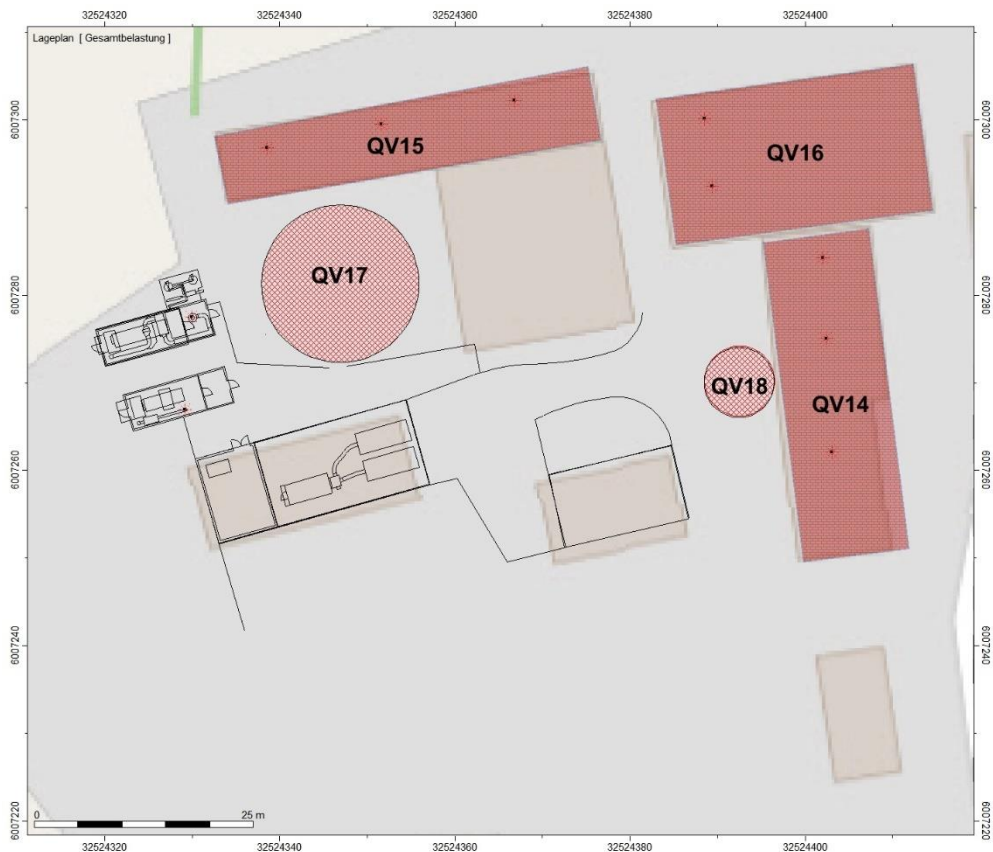 32524320 32524340 32524360 32524380 32524400
Lageplan [ Gesamtbelastung ]
6007300 6007300
QV15
QV16
QV17
6007280 6007280
QV18
QV14
6007260 6007260
6007240 6007240
0 25 m
6007220 6007220
32524320 32524340 32524360 32524380 32524400